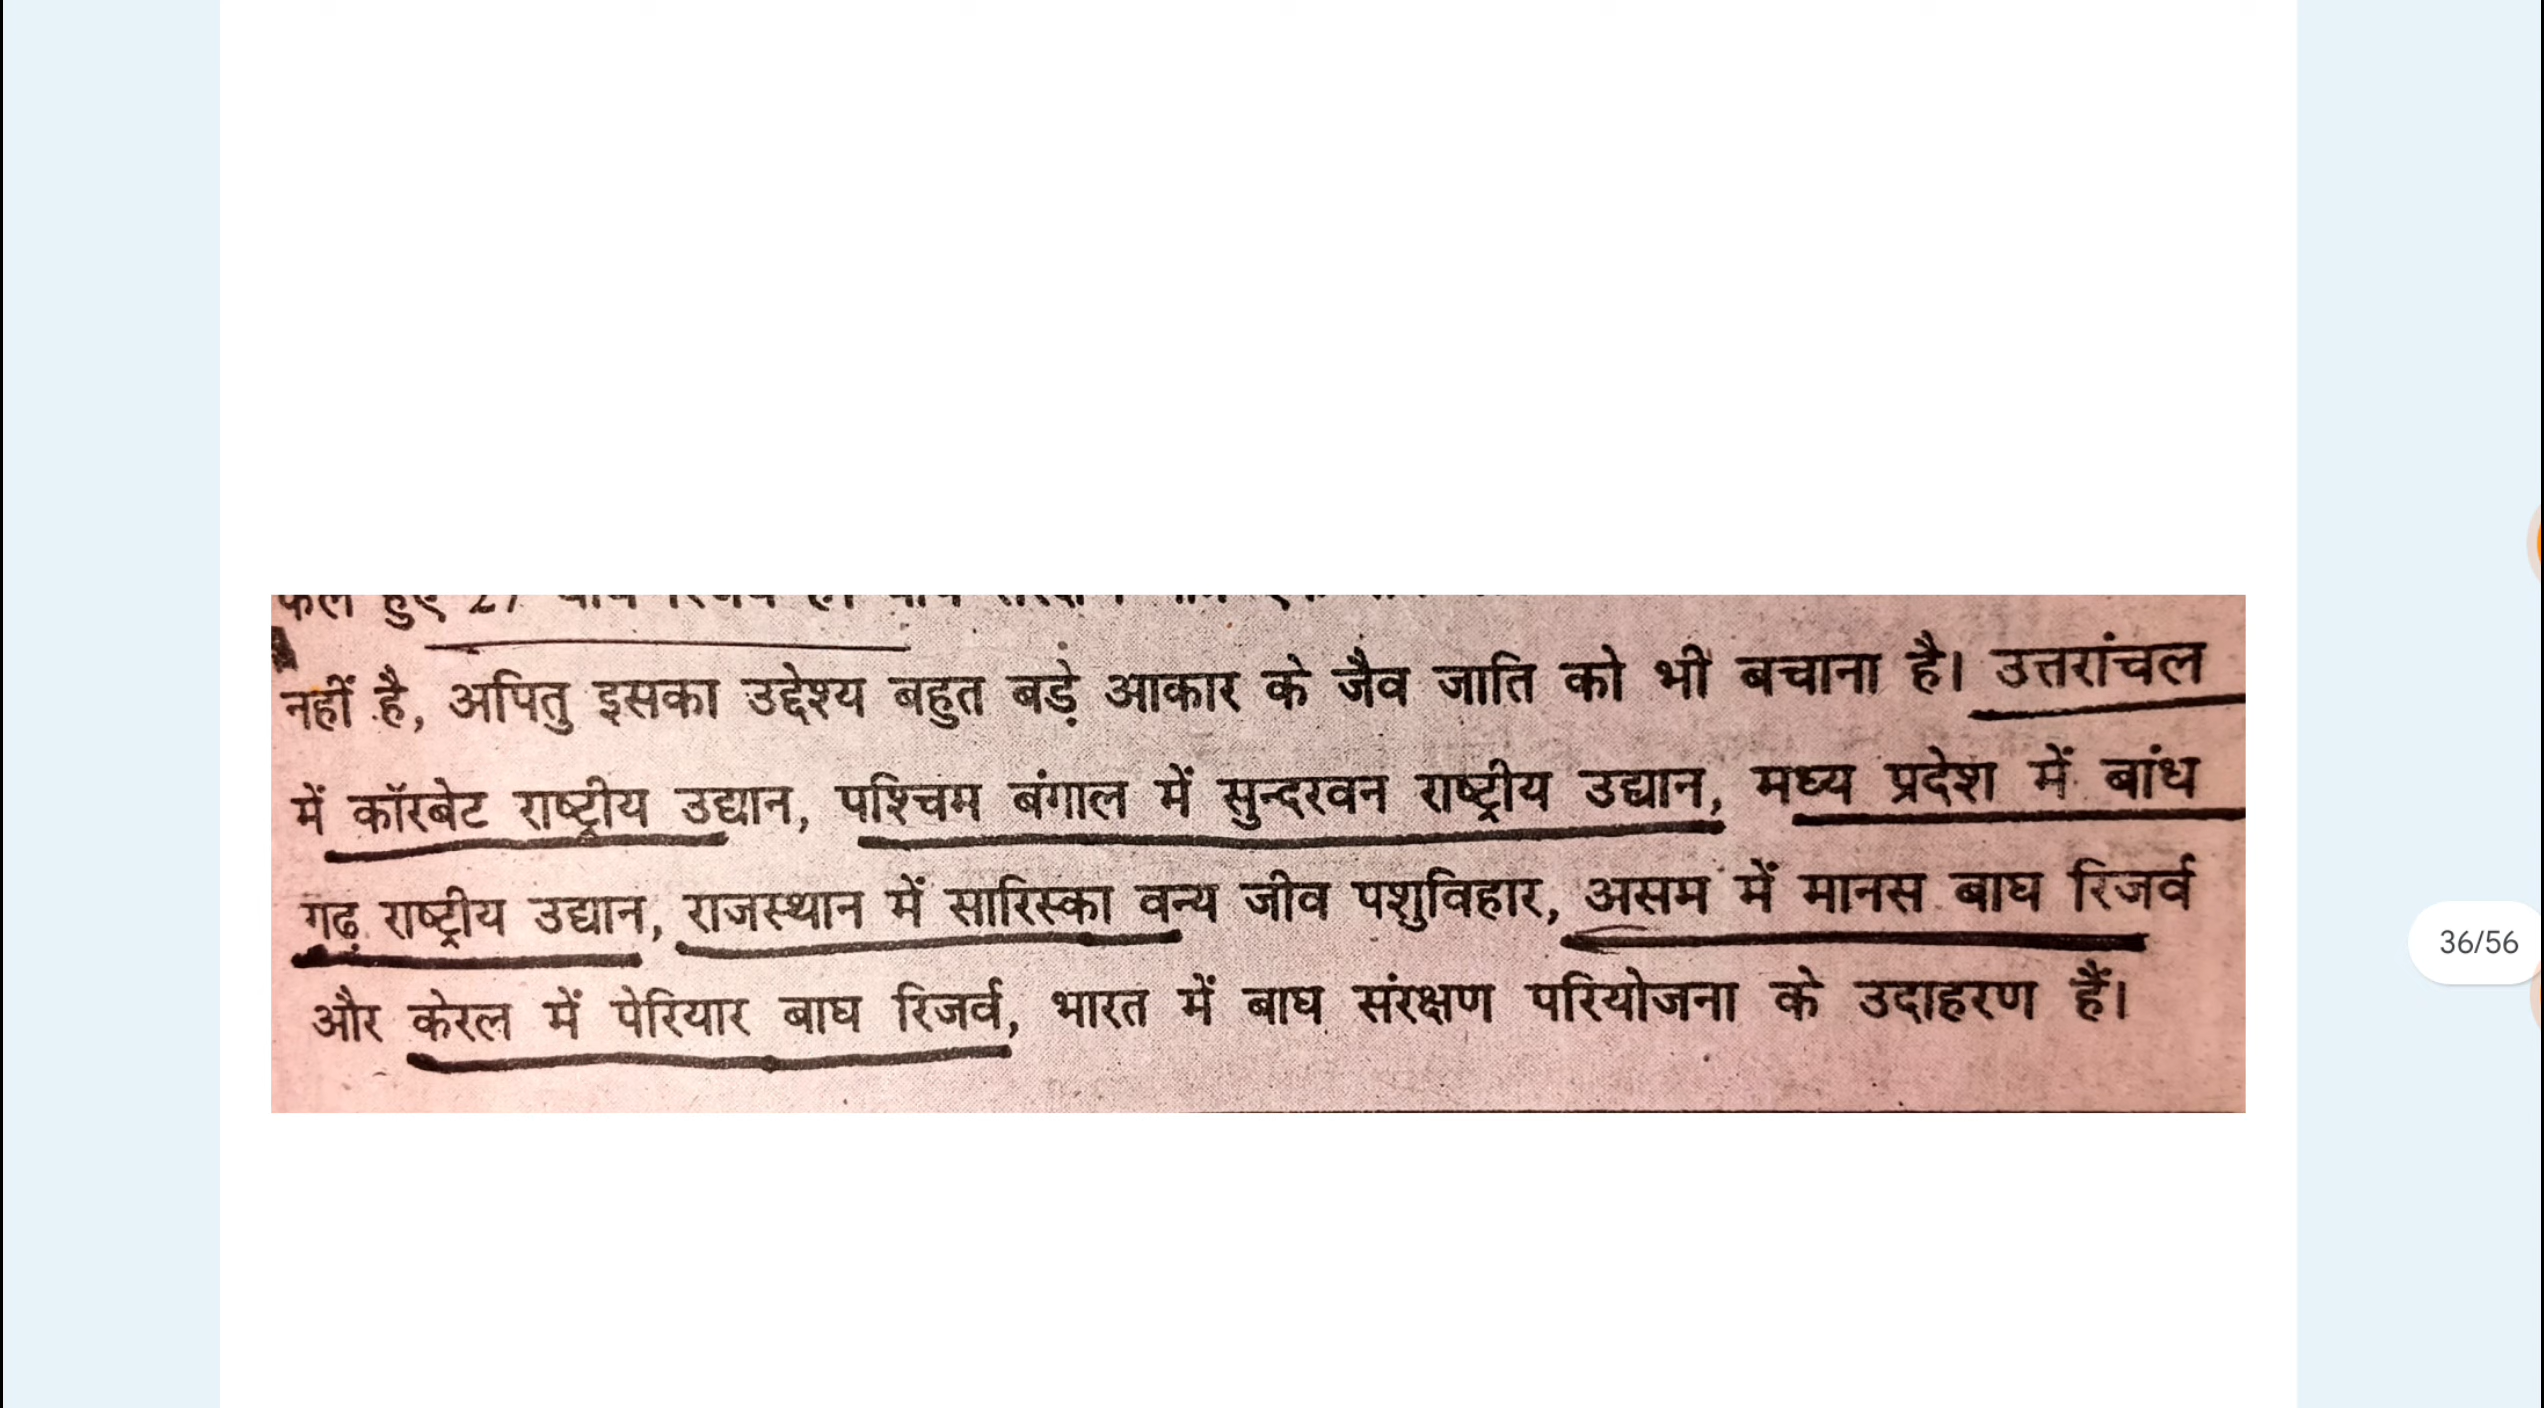 फैले हुए 27 बाघ रिजर्व हैं।
नहीं है, अपितु इसका उद्देश्य बहुत बड़े आकार के जैव जाति को भी बचाना है। उत्तरांचल
में कॉरबेट राष्ट्रीय उद्यान, पश्चिम बंगाल में सुन्दरवन राष्ट्रीय उद्यान, मध्य प्रदेश में बांध
गढ़ राष्ट्रीय उद्यान, राजस्थान में सारिस्का वन्य जीव पशुविहार, असम में मानस बाघ रिजर्व
और केरल में पेरियार बाघ रिजर्व, भारत में बाघ संरक्षण परियोजना के उदाहरण हैं।
36/56